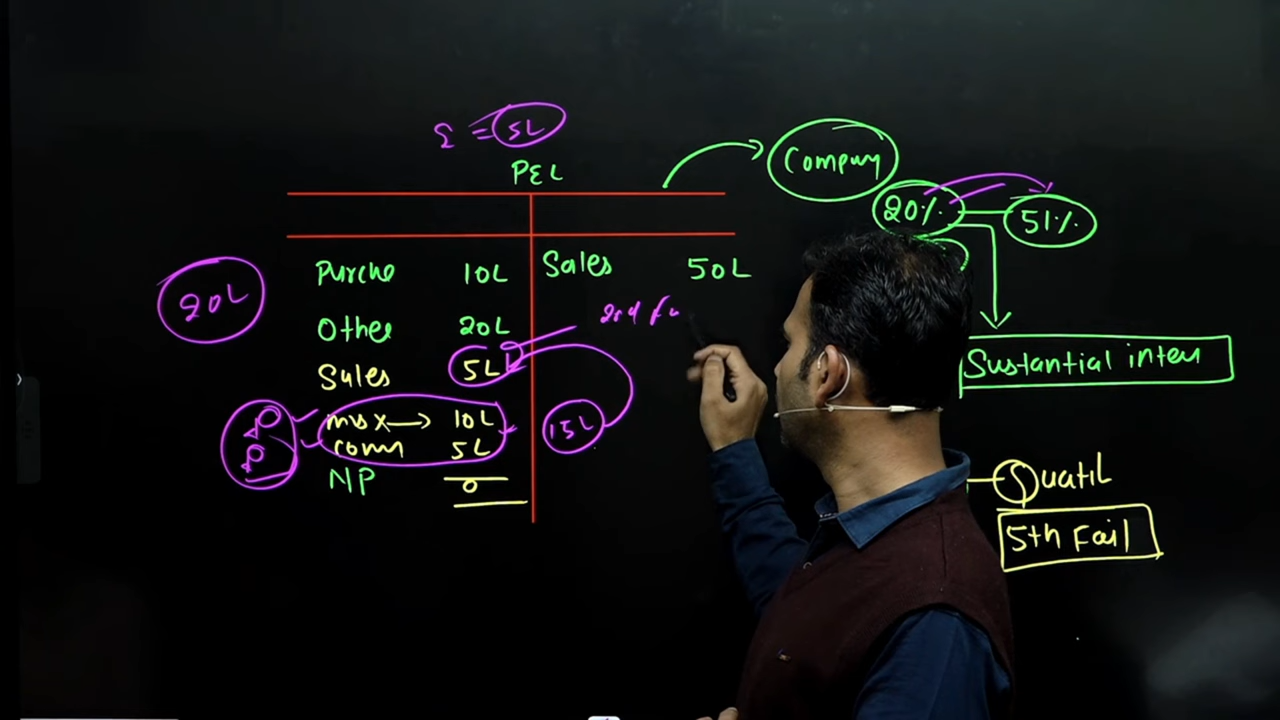 Σ = 5L
P&L
Company
20% 51%
20L
Purche 10L Sales 50L
Other 20L
Sales 5L
10L
comm 5L 15L
NP 0
Sustantial inter
Quatil
5th Fail